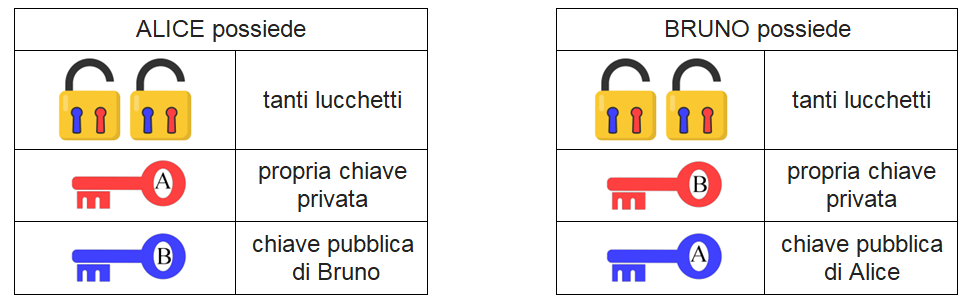 ALICE possiede
tanti lucchetti
A
propria chiave
privata
B
chiave pubblica
di Bruno
BRUNO possiede
tanti lucchetti
B
propria chiave
privata
A
chiave pubblica
di Alice